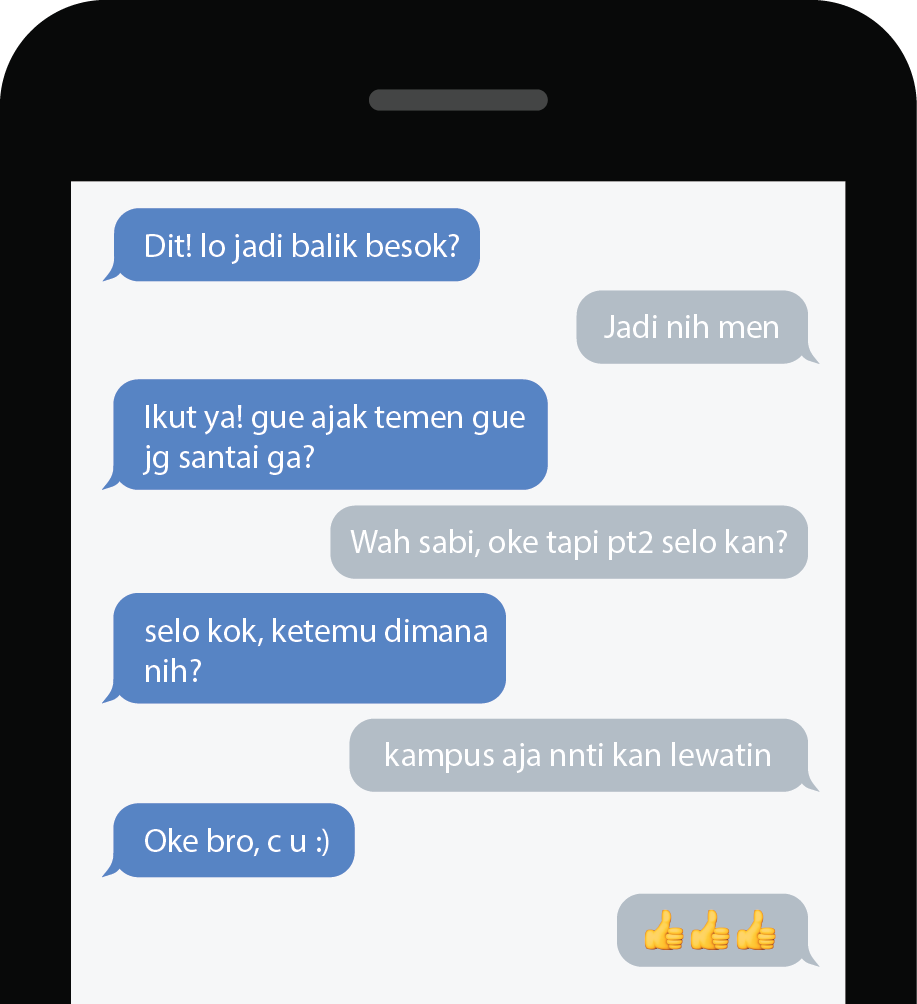 Dit! lo jadi balik besok?
Jadi nih men
Ikut ya! gue ajak temen gue
jg santai ga?
Wah sabi, oke tapi pt2 selo kan?
selo kok, ketemu dimana
nih?
kampus aja nnti kan lewatin
Oke bro, c u :)
👍👍👍